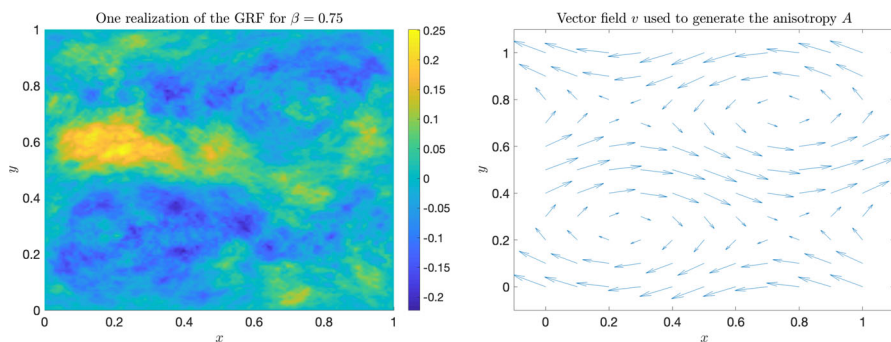 One realization of the GRF for β = 0.75
1
0.8
0.6
0.4
0.2
0
y
0 0.2 0.4 0.6 0.8 1
x
0.25
0.2
0.15
0.1
0.05
0
-0.05
-0.1
-0.15
-0.2
Vector field v used to generate the anisotropy A
1
0.8
0.6
0.4
0.2
0
y
0 0.2 0.4 0.6 0.8 1
x